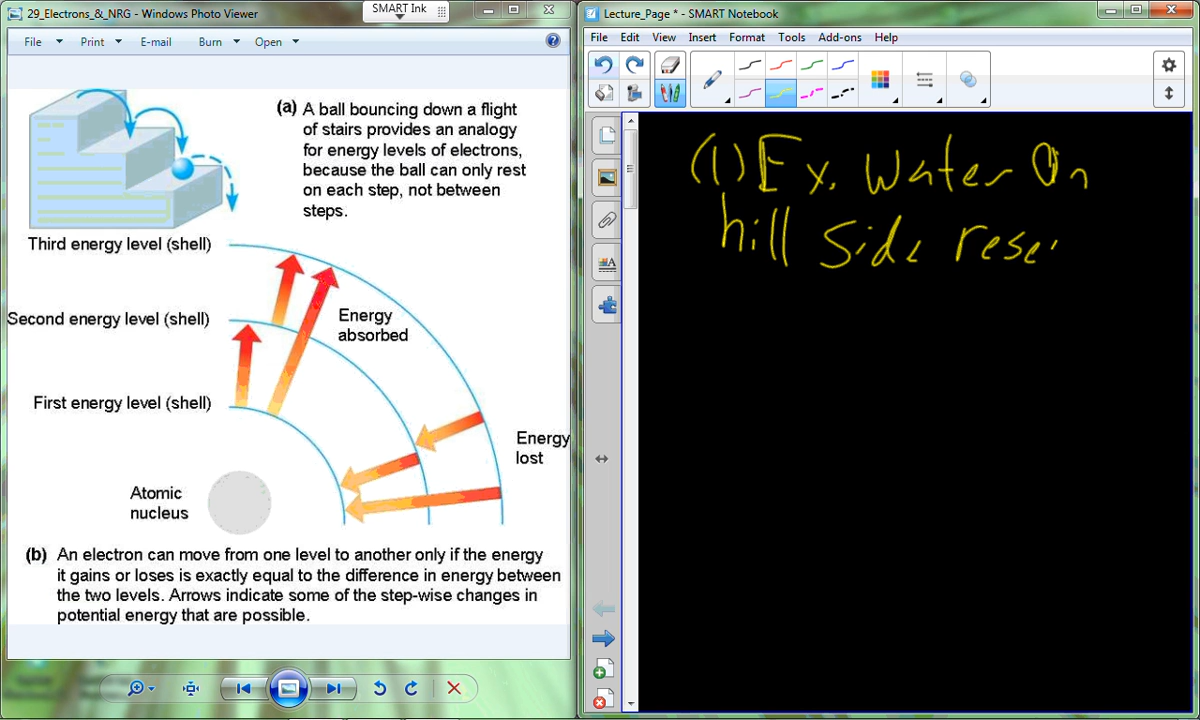 29_Electrons_&_NRG - Windows Photo Viewer
SMART Ink
File Print E-mail Burn Open
(a) A ball bouncing down a flight
of stairs provides an analogy
for energy levels of electrons,
because the ball can only rest
on each step, not between
steps.
Third energy level (shell)
Second energy level (shell)
Energy
absorbed
First energy level (shell)
Energy
lost
Atomic
nucleus
(b) An electron can move from one level to another only if the energy
it gains or loses is exactly equal to the difference in energy between
the two levels. Arrows indicate some of the step-wise changes in
potential energy that are possible.
Lecture_Page * - SMART Notebook
File Edit View Insert Format Tools Add-ons Help
(1) Ex. Water On
hill side rese